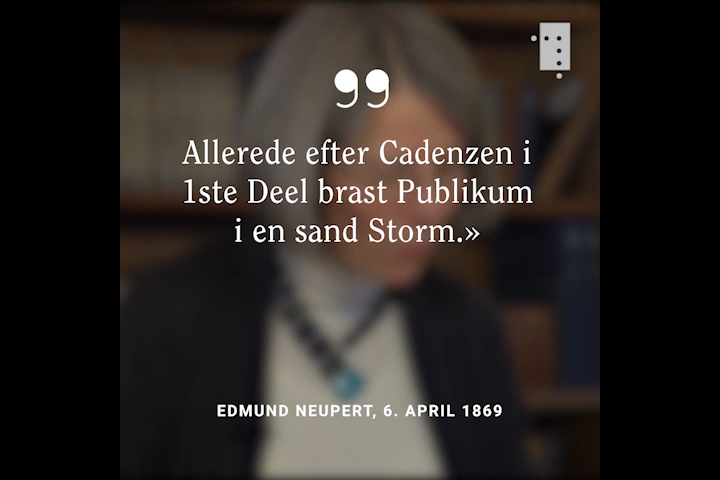 ”
Allerede efter Cadenzen i
1ste Deel brast Publikum
i en sand Storm.»
EDMUND NEUPERT, 6. APRIL 1869